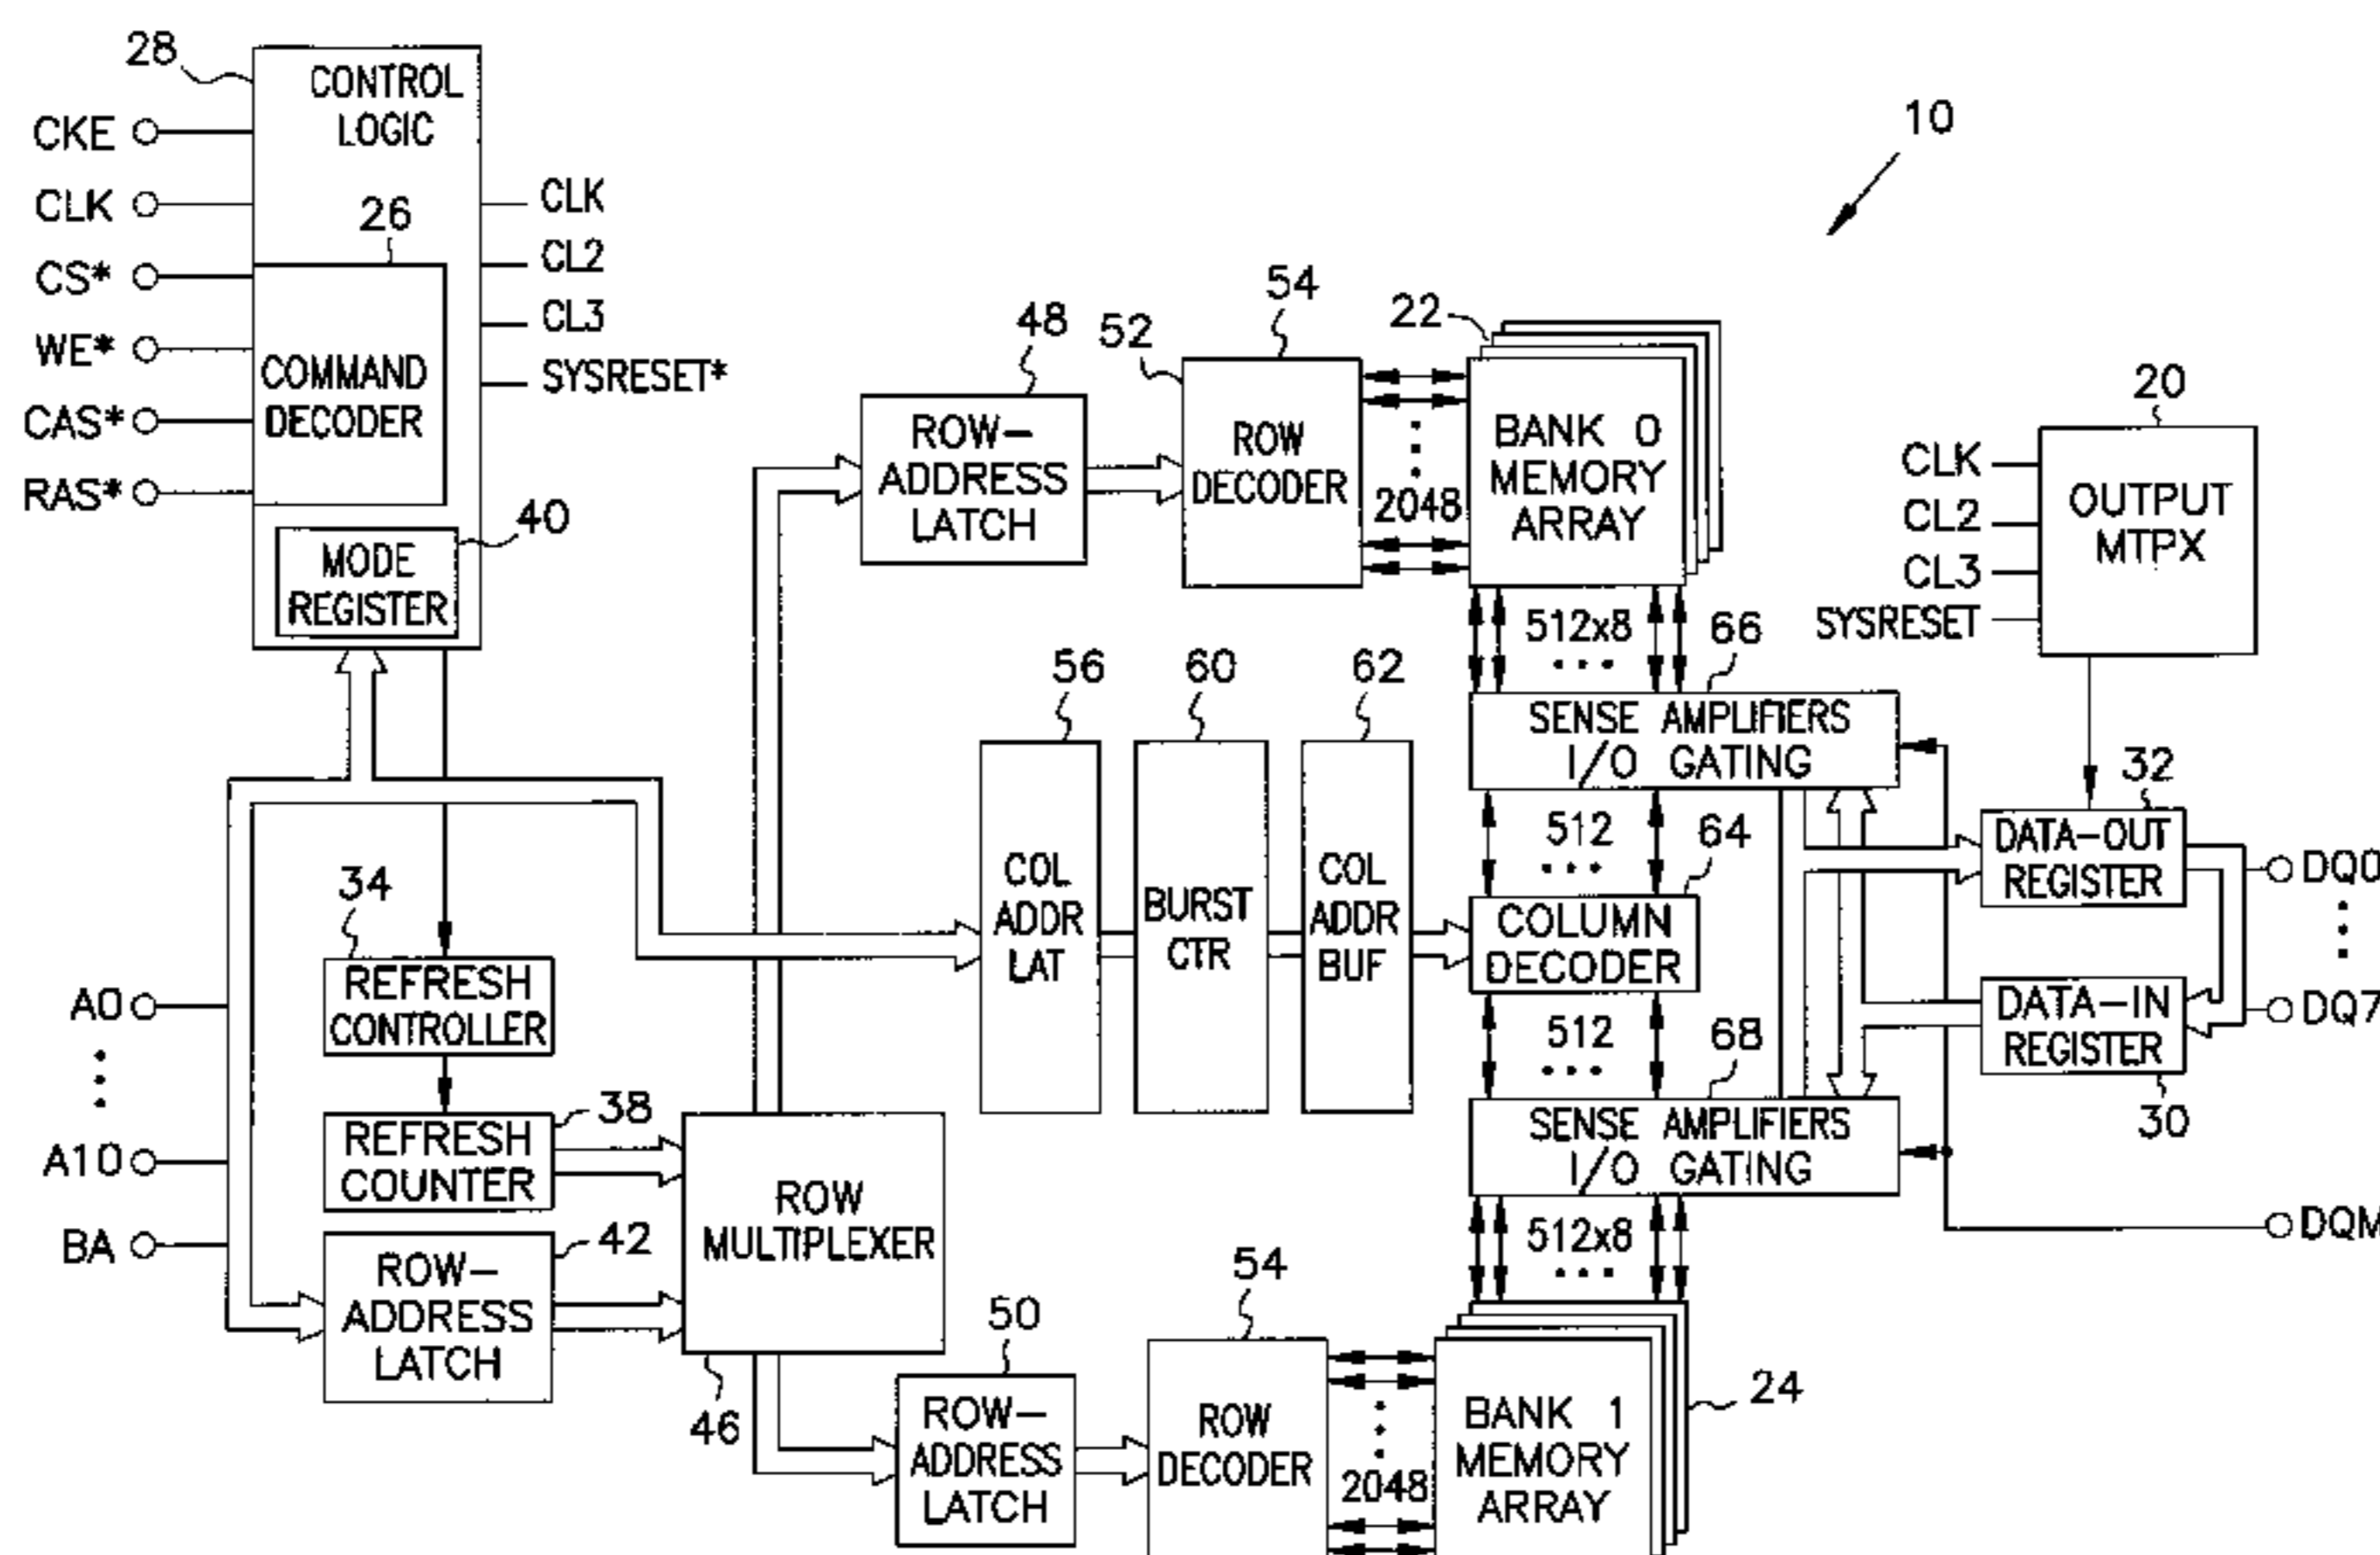 28
CONTROL
LOGIC
CKE
CLK
CS*
WE*
CAS*
RAS*
26
COMMAND
DECODER
40
MODE
REGISTER
CLK
CL2
CL3
SYSRESET*
10
48
ROW-
ADDRESS
LATCH
52
54
ROW
DECODER
2048
22
BANK 0
MEMORY
ARRAY
512x8
20
CLK
CL2
CL3
SYSRESET
OUTPUT
MTPX
56
COL
ADDR
LAT
60
BURST
CTR
62
COL
ADDR
BUF
66
SENSE AMPLIFIERS
I/O GATING
512
64
COLUMN
DECODER
512
68
SENSE AMPLIFIERS
I/O GATING
512x8
32
DATA-OUT
REGISTER
DATA-IN
REGISTER
30
DQ0
DQ7
DQM
A0
A10
BA
34
REFRESH
CONTROLLER
38
REFRESH
COUNTER
42
ROW-
ADDRESS
LATCH
ROW
MULTIPLEXER
46
50
ROW-
ADDRESS
LATCH
54
ROW
DECODER
2048
BANK 1
MEMORY
ARRAY
24